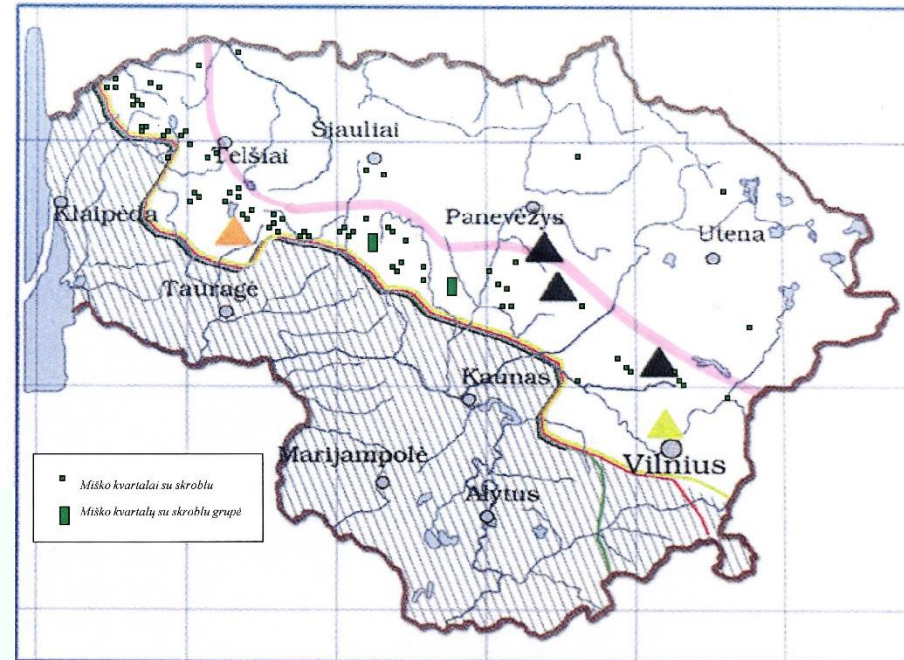 Šiauliai
Telšiai
Klaipėda
Panevėžys
Utena
Tauragė
Kaunas
Vilnius
Marijampolė
Alytus
Miško kvartalai su skroblu
Miško kvartalų su skroblu grupė